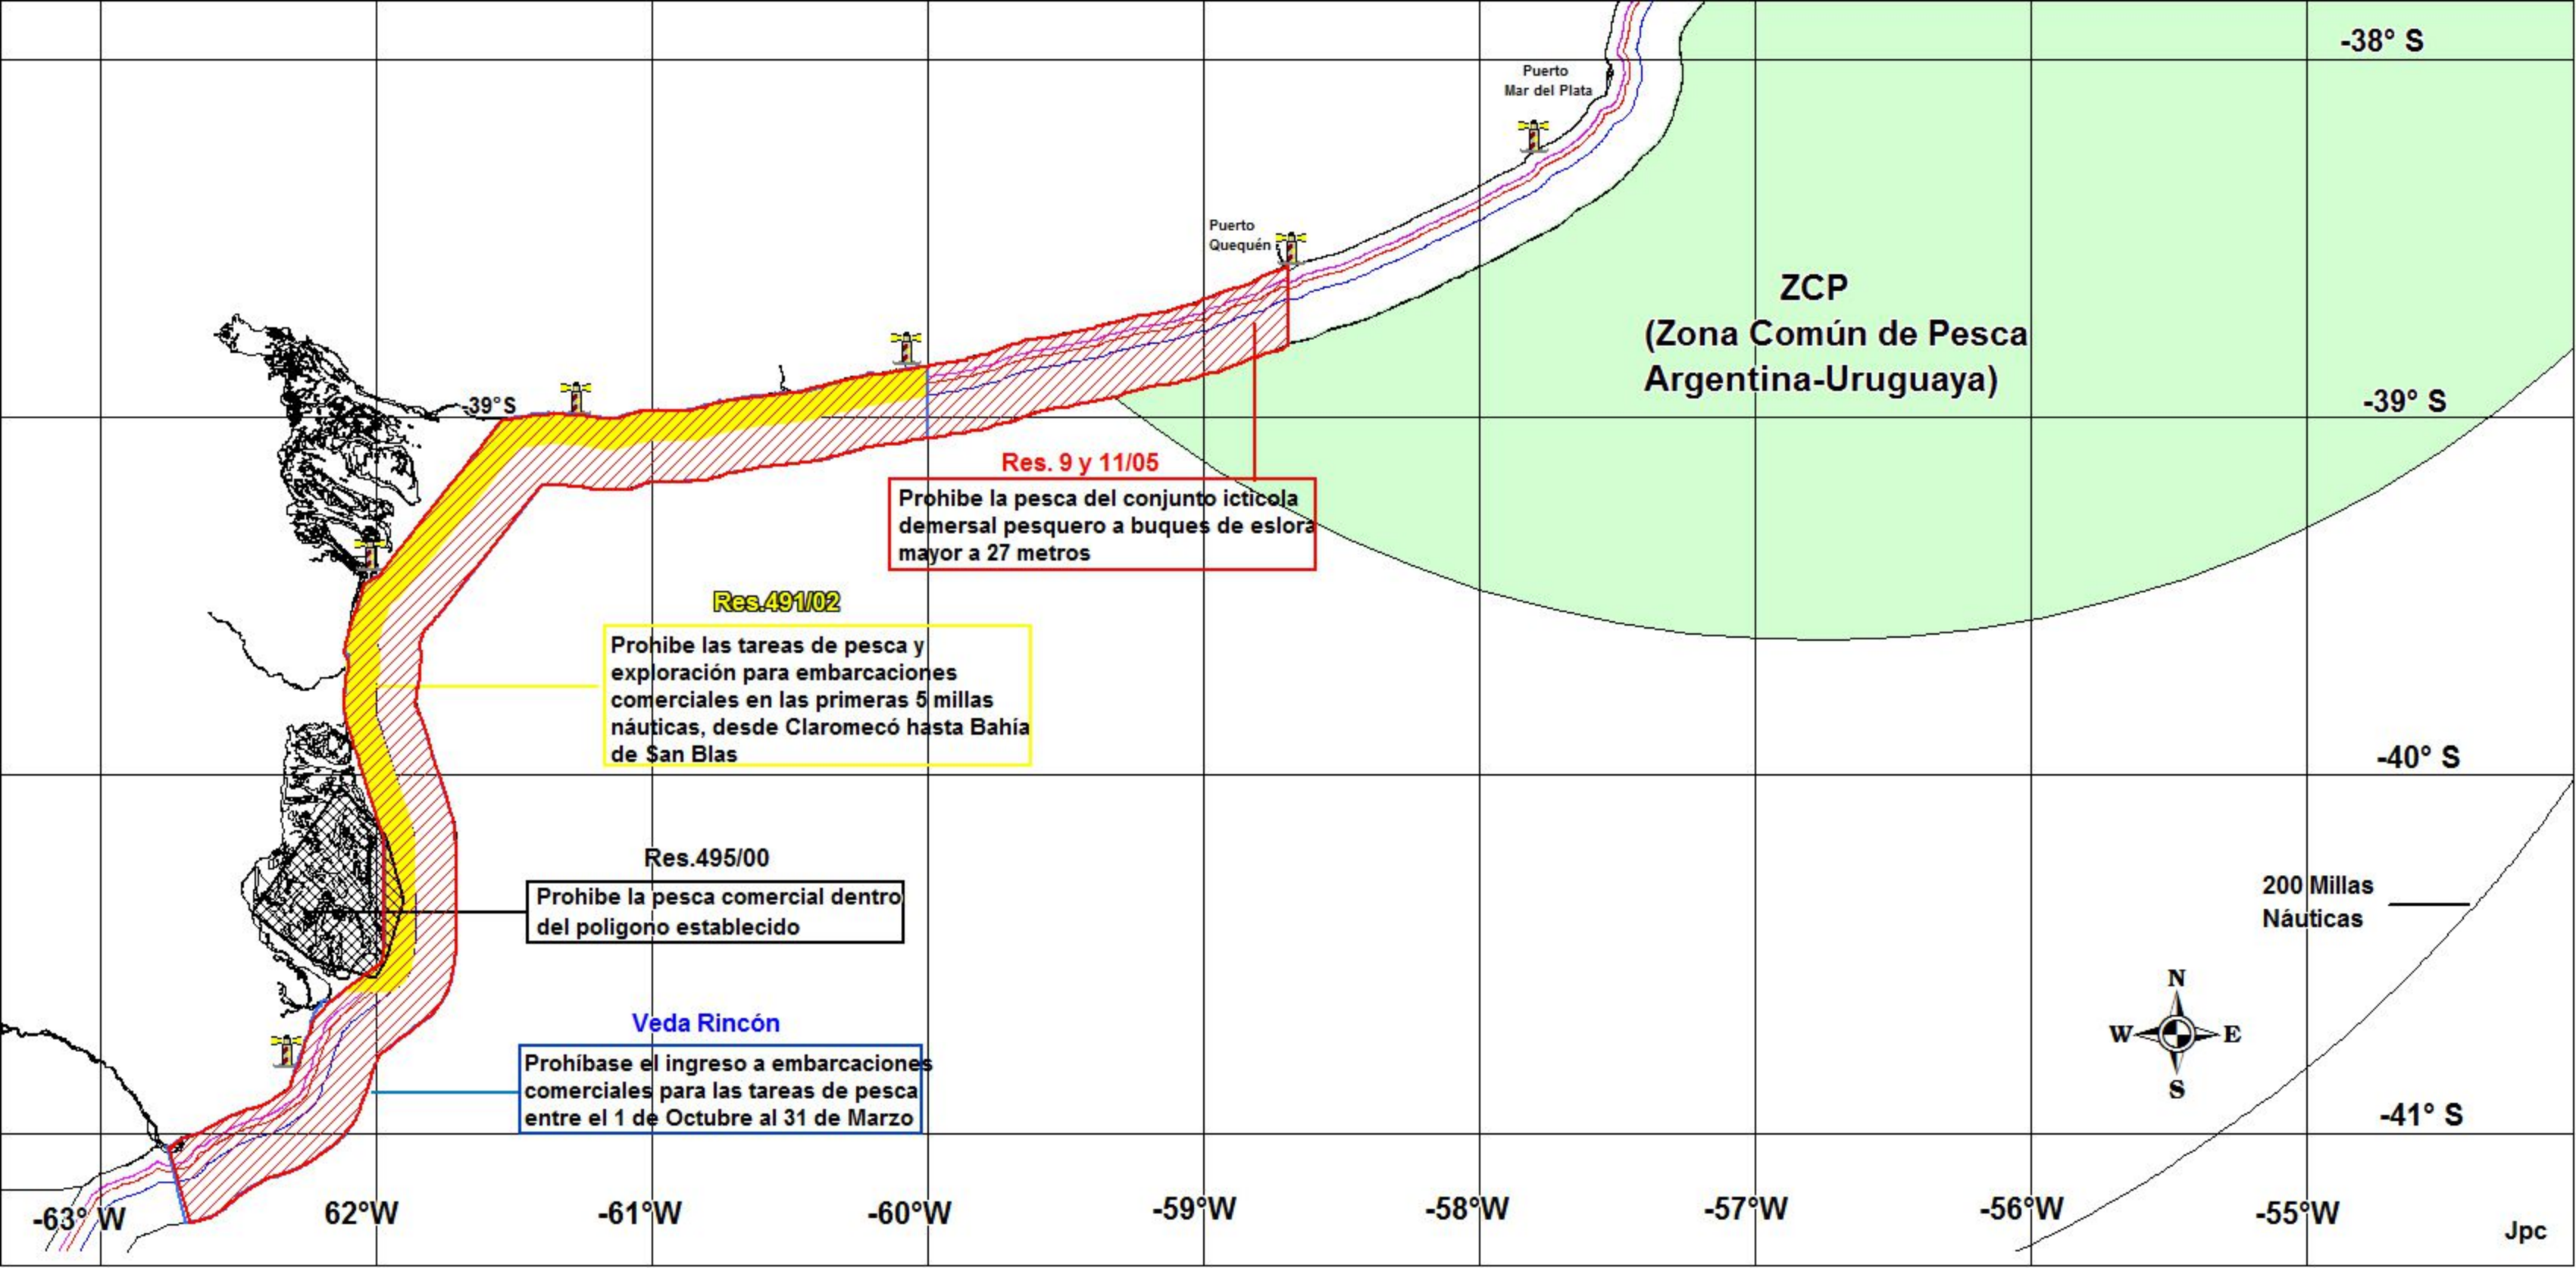 -38° S
Puerto
Mar del Plata
Puerto
Quequén
ZCP
(Zona Común de Pesca
Argentina-Uruguaya)
-39°S
-39° S
Res. 9 y 11/05
Prohibe la pesca del conjunto icticola
demersal pesquero a buques de eslora
mayor a 27 metros
Res.491/02
Prohibe las tareas de pesca y
exploración para embarcaciones
comerciales en las primeras 5 millas
náuticas, desde Claromecó hasta Bahía
de San Blas
-40° S
Res.495/00
Prohibe la pesca comercial dentro
del poligono establecido
200 Millas
Náuticas
N
W E
S
Veda Rincón
Prohíbase el ingreso a embarcaciones
comerciales para las tareas de pesca
entre el 1 de Octubre al 31 de Marzo
-41° S
-63° W 62°W -61°W -60°W -59°W -58°W -57°W -56°W -55°W
Jpc